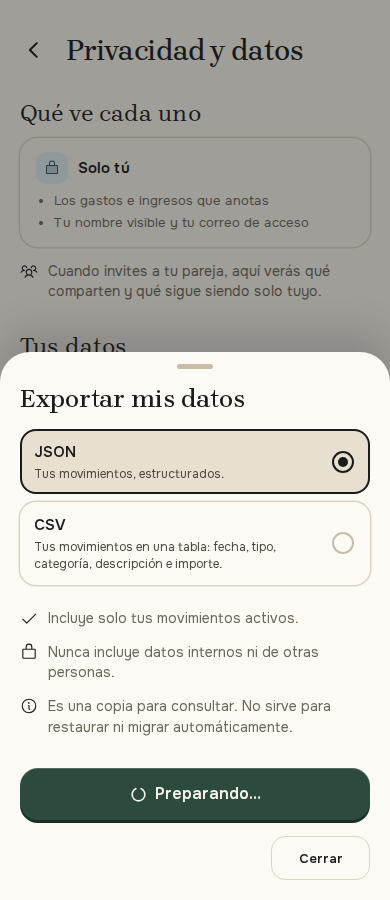 Privacidad y datos
Qué ve cada uno
Solo tú
• Los gastos e ingresos que anotas
• Tu nombre visible y tu correo de acceso
Cuando invites a tu pareja, aquí verás qué
comparten y qué sigue siendo solo tuyo.
Tus datos
Exportar mis datos
JSON
Tus movimientos, estructurados.
CSV
Tus movimientos en una tabla: fecha, tipo,
categoría, descripción e importe.
Incluye solo tus movimientos activos.
Nunca incluye datos internos ni de otras
personas.
Es una copia para consultar. No sirve para
restaurar ni migrar automáticamente.
Preparando...
Cerrar